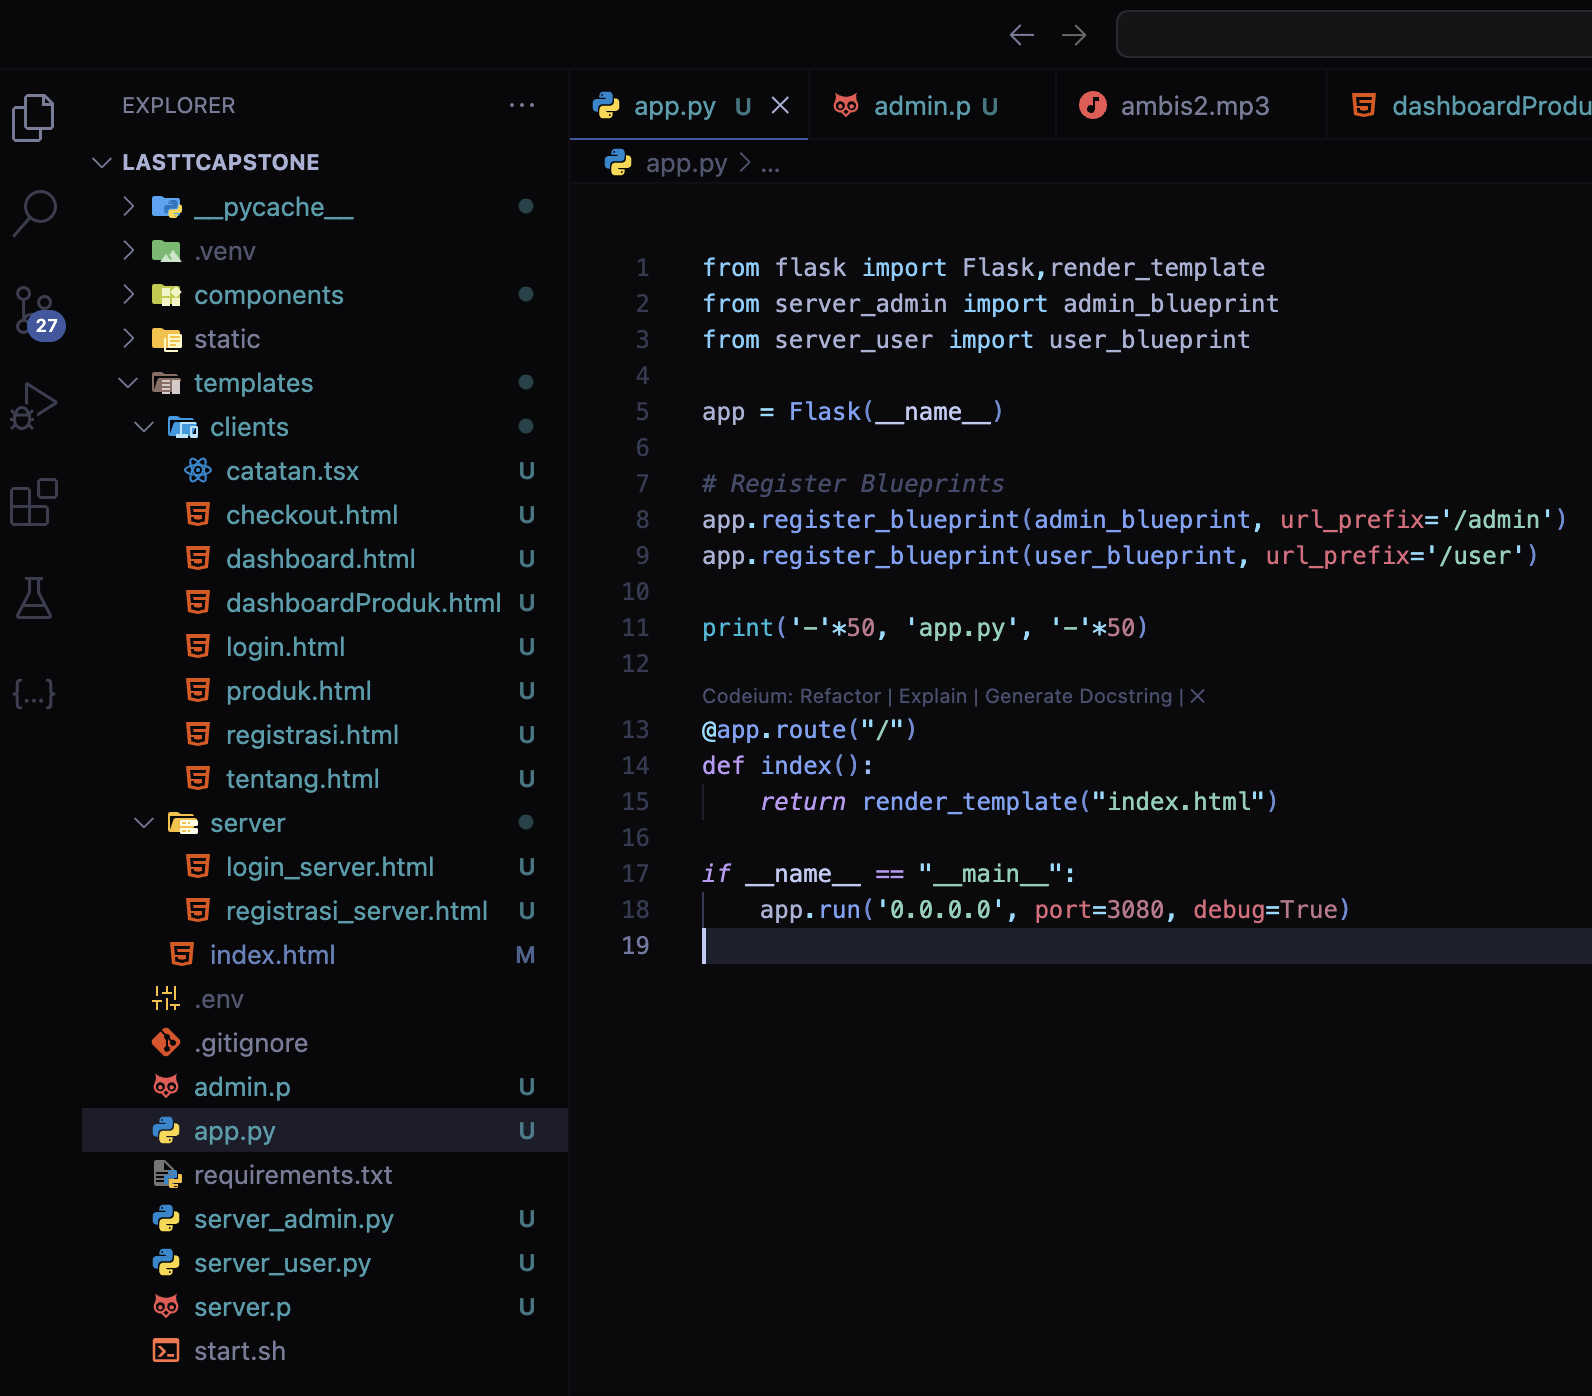 EXPLORER
LASTTCAPSTONE
__pycache__
.venv
components
static
templates
clients
catatan.tsx U
checkout.html U
dashboard.html U
dashboardProduk.html U
login.html U
produk.html U
registrasi.html U
tentang.html U
server
login_server.html U
registrasi_server.html U
index.html M
.env
.gitignore
admin.p U
app.py U
requirements.txt
server_admin.py U
server_user.py U
server.p U
start.sh
27
{...}
app.py U
admin.p U
ambis2.mp3
dashboardProdu
app.py > ...
1 from flask import Flask,render_template
2 from server_admin import admin_blueprint
3 from server_user import user_blueprint
4
5 app = Flask(__name__)
6
7 # Register Blueprints
8 app.register_blueprint(admin_blueprint, url_prefix='/admin')
9 app.register_blueprint(user_blueprint, url_prefix='/user')
10
11 print('-'*50, 'app.py', '-'*50)
12
Codeium: Refactor | Explain | Generate Docstring | ×
13 @app.route("/")
14 def index():
15     return render_template("index.html")
16
17 if __name__ == "__main__":
18     app.run('0.0.0.0', port=3080, debug=True)
19